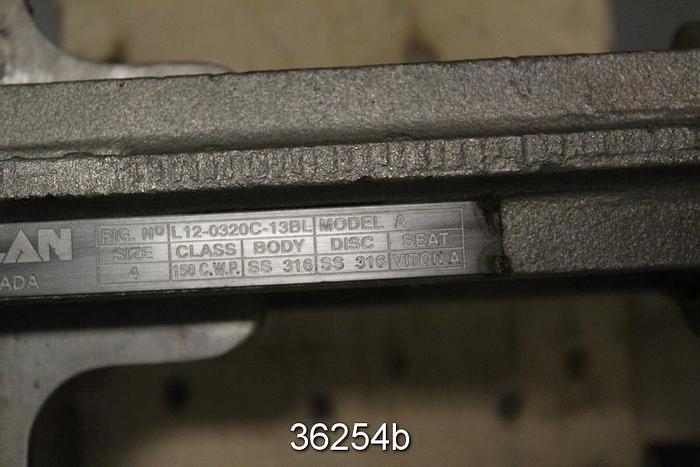 LAN
ADA
FIG. Nº L12-0320C-13BL MODEL A
SIZE CLASS BODY DISC SEAT
4 150 C.W.P. SS 316 SS 316 VITON A
36254b